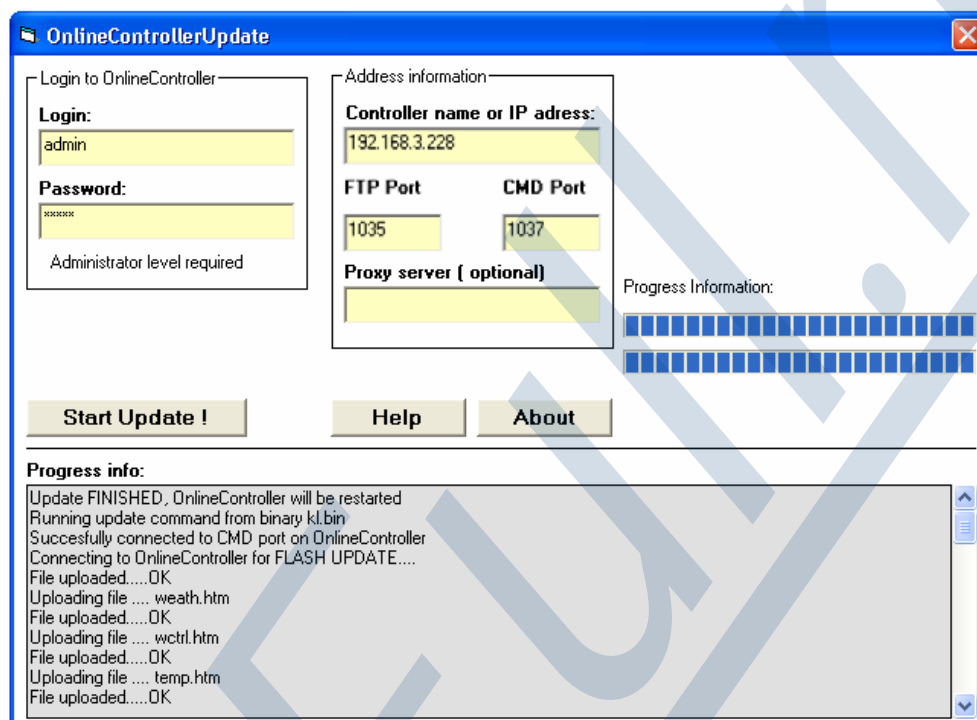 OnlineControllerUpdate
Login to OnlineController
Login:
admin
Password:
xxxxx
Administrator level required
Address information
Controller name or IP adress:
192.168.3.228
FTP Port CMD Port
1035 1037
Proxy server ( optional)
Progress Information:
Start Update ! Help About
Progress info:
Update FINISHED, OnlineController will be restarted
Running update command from binary kl.bin
Succesfully connected to CMD port on OnlineController
Connecting to OnlineController for FLASH UPDATE....
File uploaded.....OK
Uploading file .... weath.htm
File uploaded.....OK
Uploading file .... wctrl.htm
File uploaded.....OK
Uploading file .... temp.htm
File uploaded.....OK